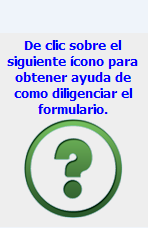 De clic sobre el
siguiente ícono para
obtener ayuda de
como diligenciar el
formulario.
?